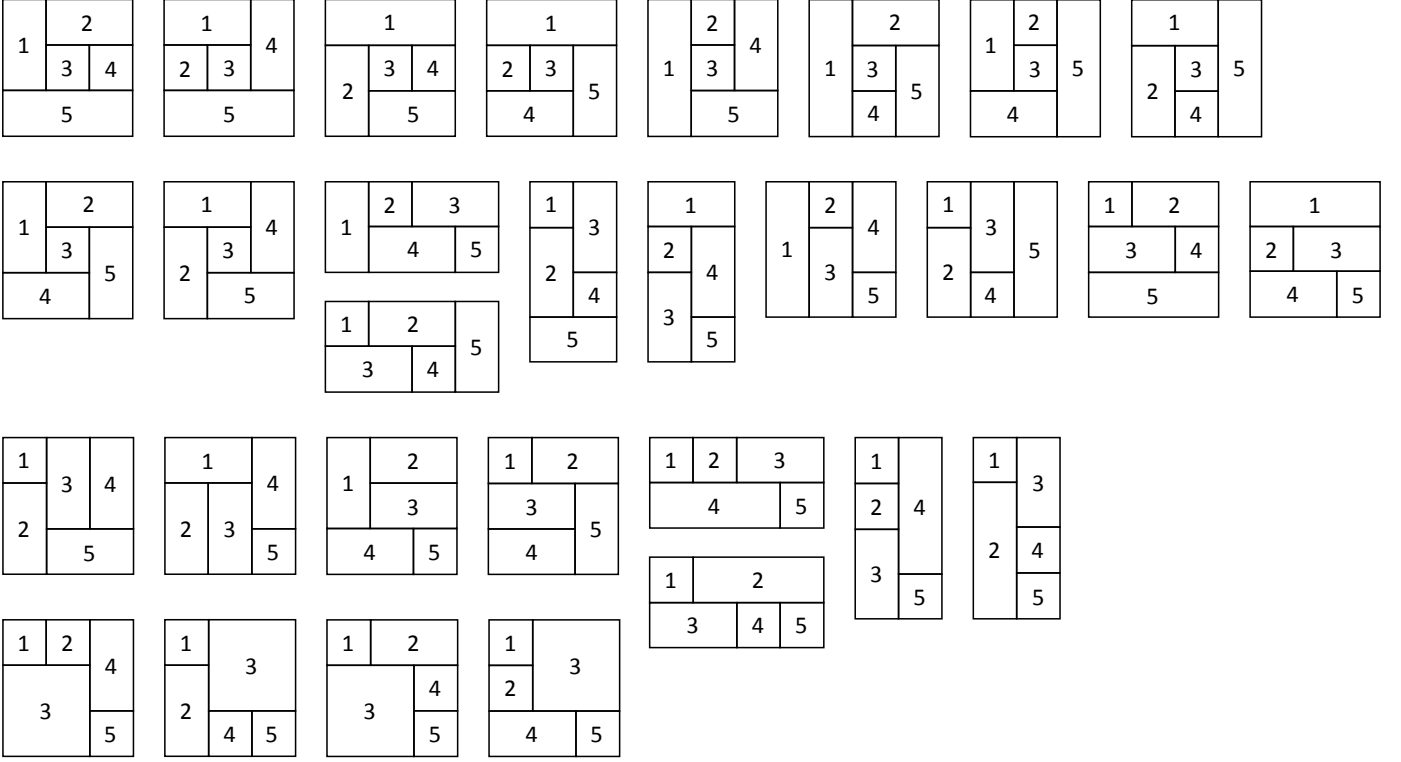 2 1 1 1 2 2 2 1
1 4 4 1
3 4 2 3 3 4 2 3 1 3 1 3 3 5 3 5
2 5 5 2
5 5 5 4 5 4 4 4
2 1 2 3 1 1 2 1 1 2 1
1 4 1 3 4 3
3 3 4 5 2 1 5 3 4 2 3
5 2 2 4 3 2
4 5 4 5 4 5 4 5
1 2 3
5 5 5
3 4
1 1 2 1 2 1 2 3 1 1
3 4 4 1 3
3 3 4 5 2 4
2 2 3 5
5 5 4 5 4 2 4
1 2 3
5 5
3 4 5
1 2 1 1 2 1
4 3 3
4 2
3 2 3
5 4 5 5 4 5